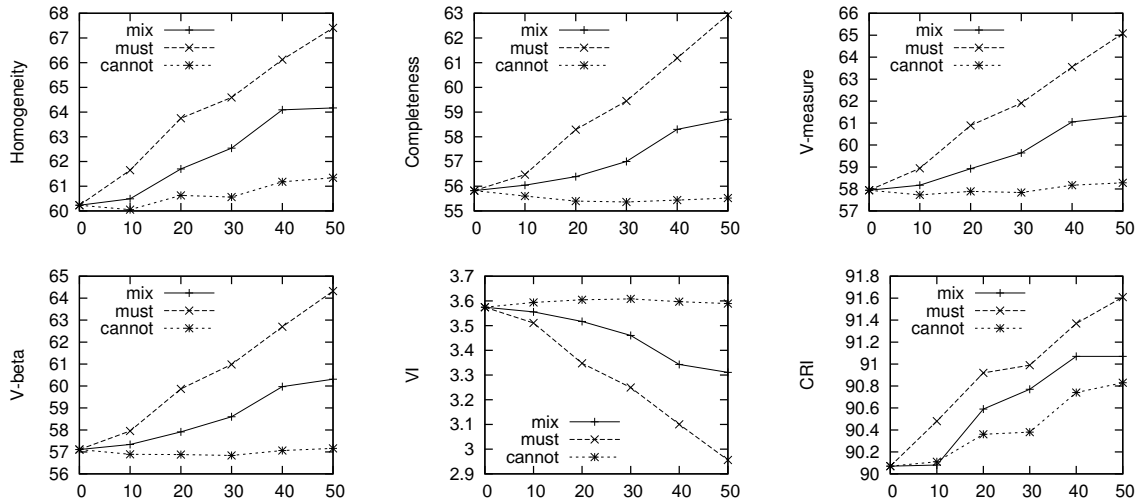 Homogeneity
68
67
66
65
64
63
62
61
60
0 10 20 30 40 50
mix
must
cannot
Completeness
63
62
61
60
59
58
57
56
55
0 10 20 30 40 50
mix
must
cannot
V-measure
66
65
64
63
62
61
60
59
58
57
0 10 20 30 40 50
mix
must
cannot
V-beta
65
64
63
62
61
60
59
58
57
56
0 10 20 30 40 50
mix
must
cannot
VI
3.7
3.6
3.5
3.4
3.3
3.2
3.1
3
2.9
0 10 20 30 40 50
mix
must
cannot
CRI
91.8
91.6
91.4
91.2
91
90.8
90.6
90.4
90.2
90
0 10 20 30 40 50
mix
must
cannot